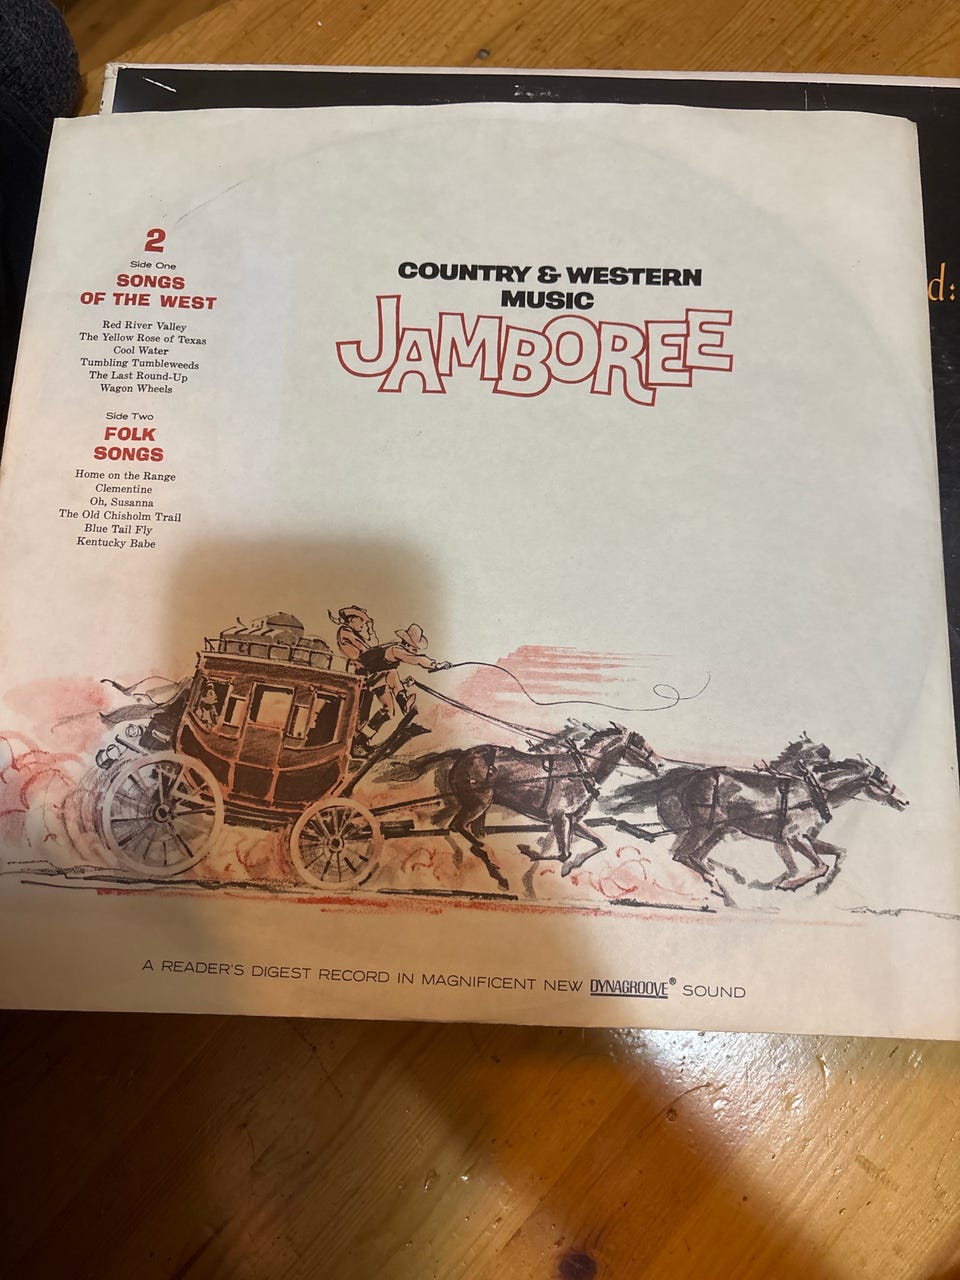 2
Side One
SONGS
OF THE WEST
Red River Valley
The Yellow Rose of Texas
Cool Water
Tumbling Tumbleweeds
The Last Round-Up
Wagon Wheels
Side Two
FOLK
SONGS
Home on the Range
Clementine
Oh, Susanna
The Old Chisholm Trail
Blue Tail Fly
Kentucky Babe
COUNTRY & WESTERN
MUSIC
JAMBOREE
d:
A READER'S DIGEST RECORD IN MAGNIFICENT NEW DYNAGROOVE® SOUND